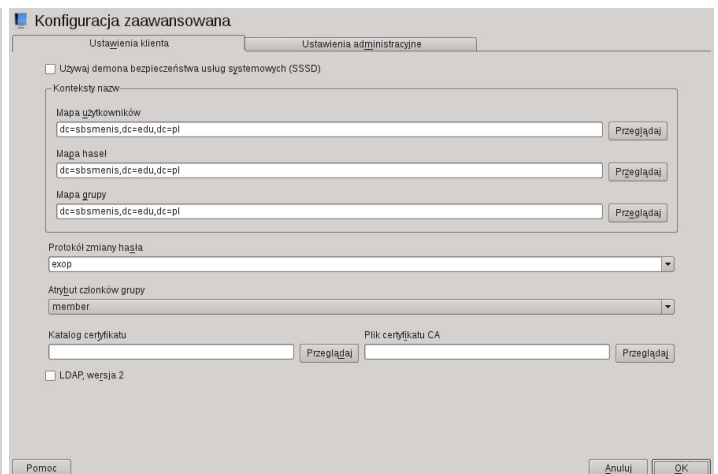 Konfiguracja zaawansowana
Ustawienia klienta
Ustawienia administracyjne
Używaj demona bezpieczeństwa usług systemowych (SSSD)
Konteksty nazw
Mapa użytkowników
dc=sbsmenis,dc=edu,dc=pl
Przeglądaj
Mapa haseł
dc=sbsmenis,dc=edu,dc=pl
Przeglądaj
Mapa grupy
dc=sbsmenis,dc=edu,dc=pl
Przeglądaj
Protokół zmiany hasła
exop
Atrybut członków grupy
member
Katalog certyfikatu
Plik certyfikatu CA
Przeglądaj
Przeglądaj
LDAP, wersja 2
Pomoc
Anuluj
OK